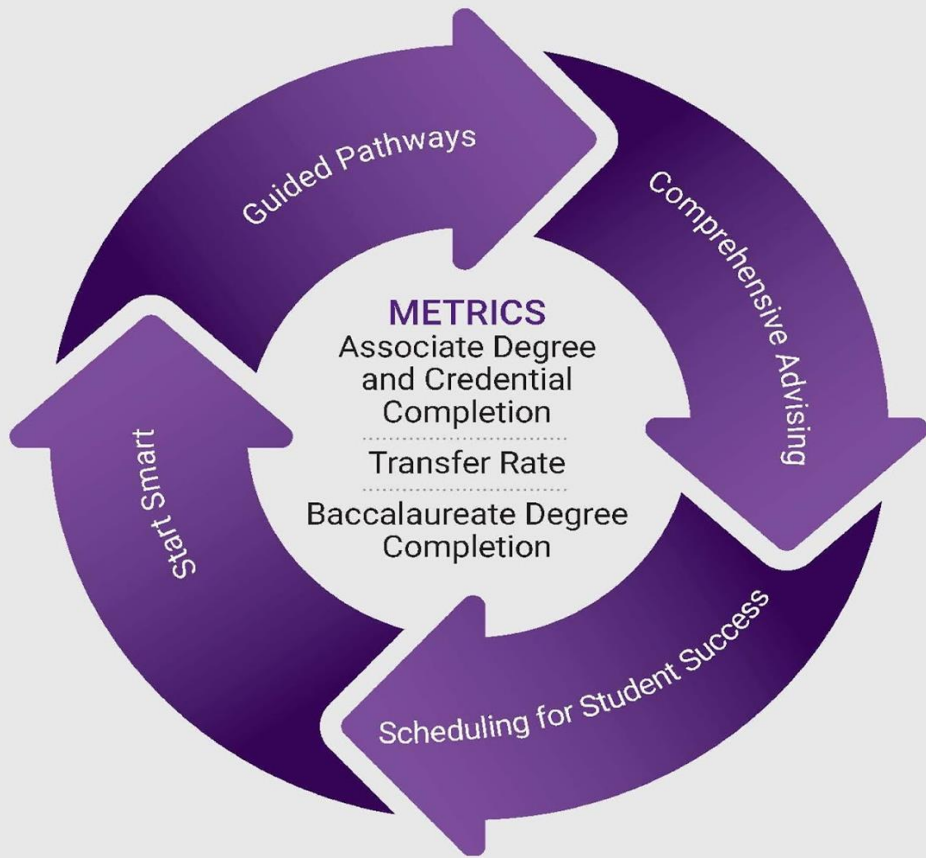 Guided Pathways
Comprehensive Advising
Scheduling for Student Success
Start Smart
METRICS
Associate Degree
and Credential
Completion
Transfer Rate
Baccalaureate Degree
Completion